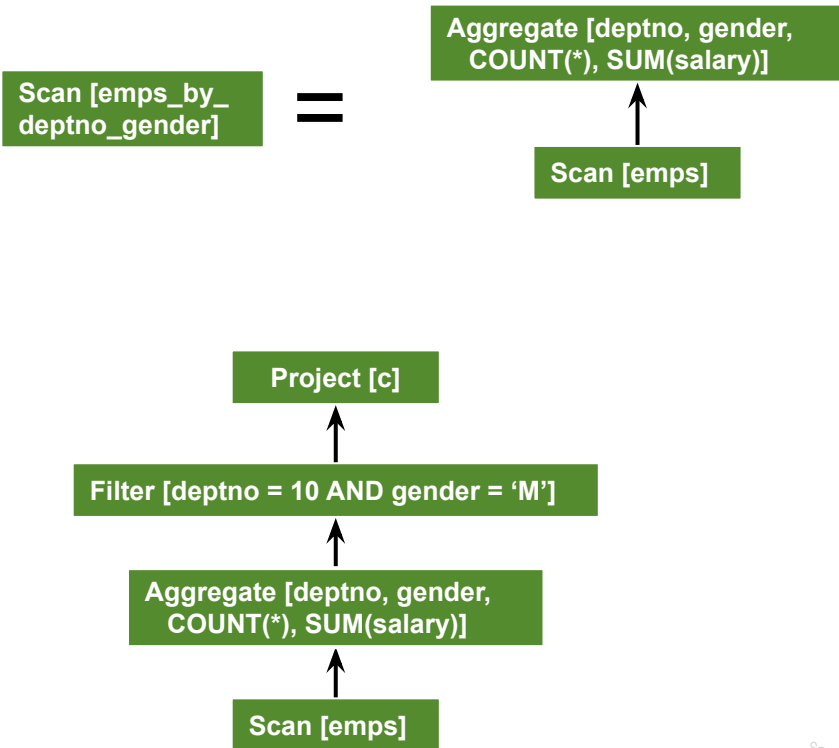 Aggregate [deptno, gender,
COUNT(*), SUM(salary)]
Scan [emps_by_
deptno_gender]
=
Scan [emps]
Project [c]
Filter [deptno = 10 AND gender = ‘M’]
Aggregate [deptno, gender,
COUNT(*), SUM(salary)]
Scan [emps]